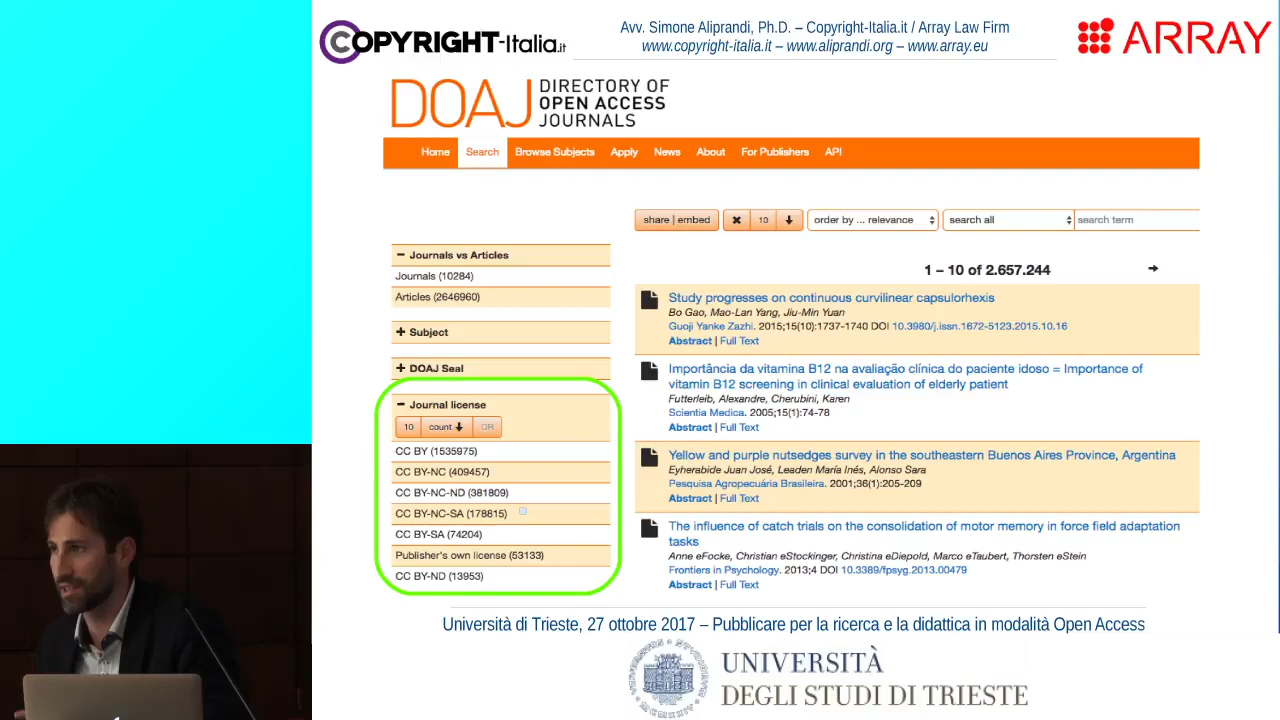 COPYRIGHT-Italia.it
Avv. Simone Aliprandi, Ph.D. – Copyright-Italia.it / Array Law Firm
www.copyright-italia.it – www.aliprandi.org – www.array.eu
ARRAY
DOAJ DIRECTORY OF
OPEN ACCESS
JOURNALS
Home Search Browse Subjects Apply News About For Publishers API
share | embed ✖ 10 order by ... relevance search all search term
– Journals vs Articles
Journals (10284)
Articles (2646960)
+ Subject
+ DOAJ Seal
– Journal license
10 count OR
CC BY (1535975)
CC BY-NC (409457)
CC BY-NC-ND (381809)
CC BY-NC-SA (178815)
CC BY-SA (74204)
Publisher's own license (53133)
CC BY-ND (13953)
1 – 10 of 2.657.244
Study progresses on continuous curvilinear capsulorhexis
Bo Gao, Mao-Lan Yang, Jiu-Min Yuan
Guoji Yanke Zazhi. 2015;15(10):1737-1740 DOI 10.3980/j.issn.1672-5123.2015.10.16
Abstract | Full Text
Importância da vitamina B12 na avaliação clínica do paciente idoso = Importance of
vitamin B12 screening in clinical evaluation of elderly patient
Futterleib, Alexandre, Cherubini, Karen
Scientia Medica. 2005;15(1):74-78
Abstract | Full Text
Yellow and purple nutsedges survey in the southeastern Buenos Aires Province, Argentina
Eyherabide Juan José, Leaden María Inés, Alonso Sara
Pesquisa Agropecuária Brasileira. 2001;36(1):205-209
Abstract | Full Text
The influence of catch trials on the consolidation of motor memory in force field adaptation
tasks
Anne eFocke, Christian eStockinger, Christina eDiepold, Marco eTaubert, Thorsten eStein
Frontiers in Psychology. 2013;4 DOI 10.3389/fpsyg.2013.00479
Abstract | Full Text
Università di Trieste, 27 ottobre 2017 – Pubblicare per la ricerca e la didattica in modalità Open Access
UNIVERSITÀ
DEGLI STUDI DI TRIESTE